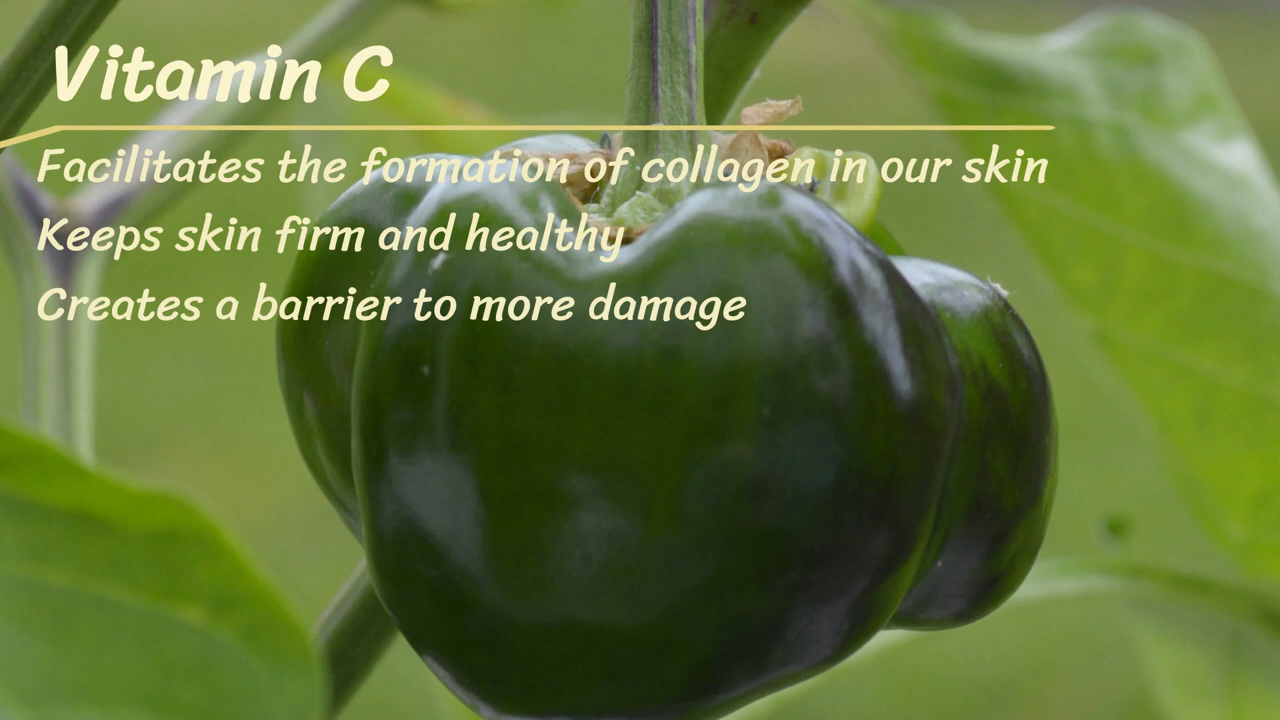 Vitamin C
Facilitates the formation of collagen in our skin
Keeps skin firm and healthy
Creates a barrier to more damage